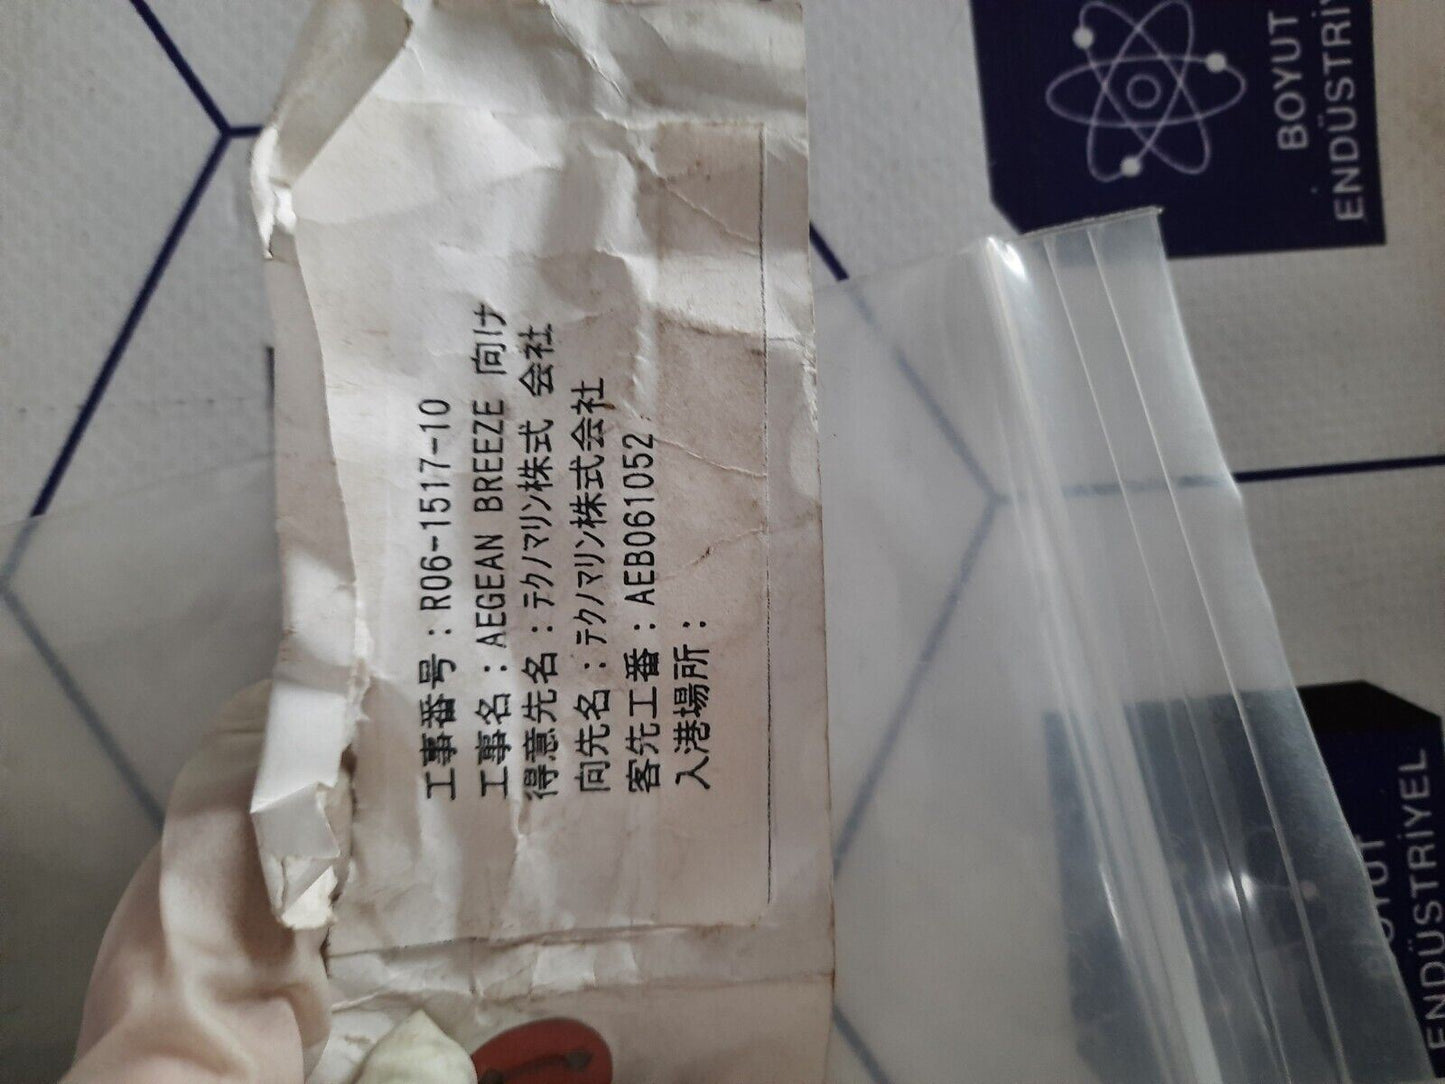 工事番号：R06-1517-10
工事名：AEGEAN BREEZE 向け
得意先名：テクノマリン株式 会社
向先名：テクノマリン株式会社
客先工番：AEB061052
入港場所：
BOYUT
ENDÜSTRİY
BOYUT
ENDÜSTRİYEL